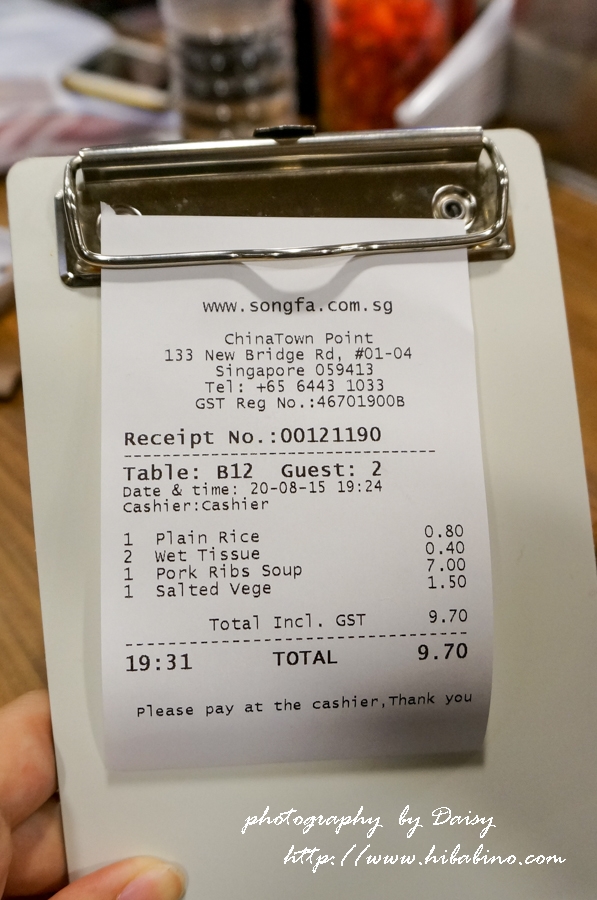 www.songfa.com.sg
ChinaTown Point
133 New Bridge Rd, #01-04
Singapore 059413
Tel: +65 6443 1033
GST Reg No.:46701900B
Receipt No.:00121190
Table: B12 Guest: 2
Date & time: 20-08-15 19:24
Cashier:Cashier
1 Plain Rice 0.80
2 Wet Tissue 0.40
1 Pork Ribs Soup 7.00
1 Salted Vege 1.50
Total Incl. GST 9.70
19:31 TOTAL 9.70
Please pay at the cashier,Thank you
photography by Daisy
http://www.hibabino.com